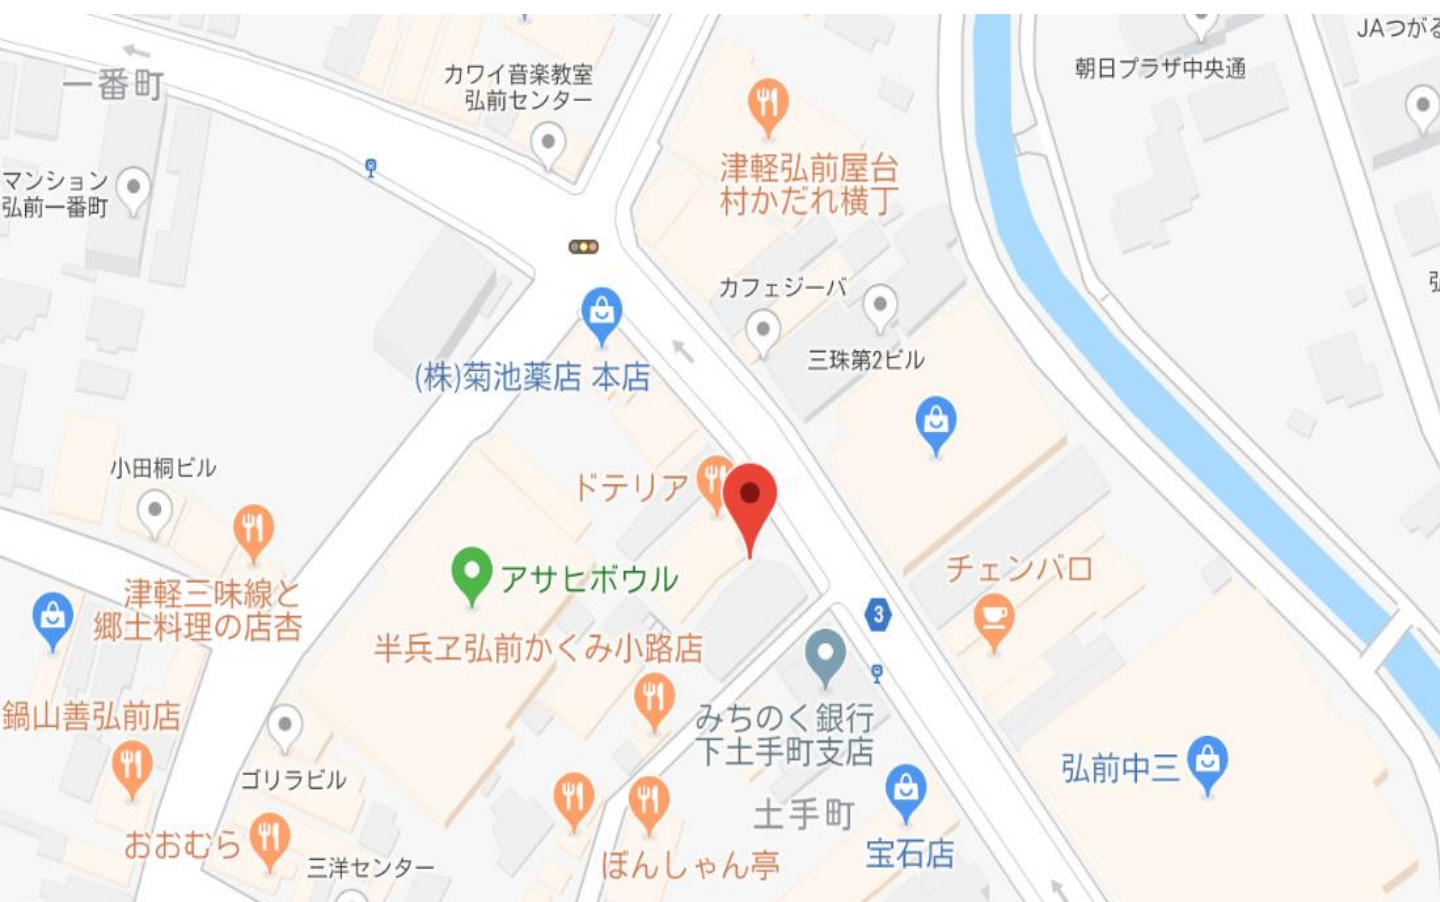 JAつがる
朝日プラザ中央通
カワイ音楽教室
弘前センター
一番町
マンション
弘前一番町
津軽弘前屋台
村かだれ横丁
カフェジーバ
三珠第2ビル
(株)菊池薬店 本店
小田桐ビル
ドテリア
アサヒボウル
チェンバロ
津軽三味線と
郷土料理の店杏
3
半兵ヱ弘前かくみ小路店
みちのく銀行
下土手町支店
鍋山善弘前店
弘前中三
ゴリラビル
土手町
おおむら
宝石店
三洋センター
ぼんしゃん亭